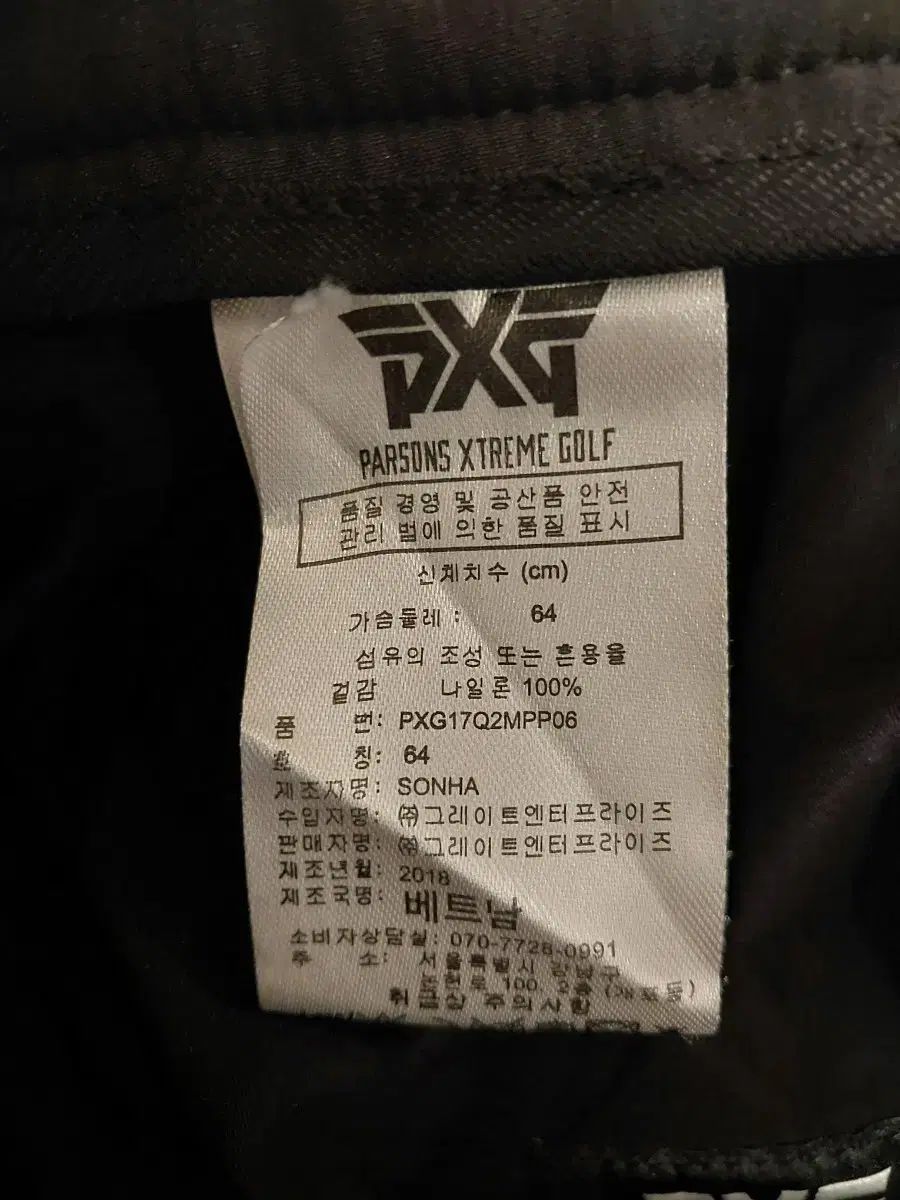 PXG
PARSONS XTREME GOLF
품질 경영 및 공산품 안전
관리 법에 의한 품질 표시
신체치수 (cm)
가슴둘레 : 64
섬유의 조성 또는 혼용율
겉감 나일론 100%
품 번: PXG17Q2MPP06
호 칭: 64
제조자명: SONHA
수입자명: ㈜그레이트엔터프라이즈
판매자명: ㈜그레이트엔터프라이즈
제조년월: 2018
제조국명: 베트남
소비자상담실: 070-7728-0991
주 소: 서울특별시
100, 2층
취급상 주의사항